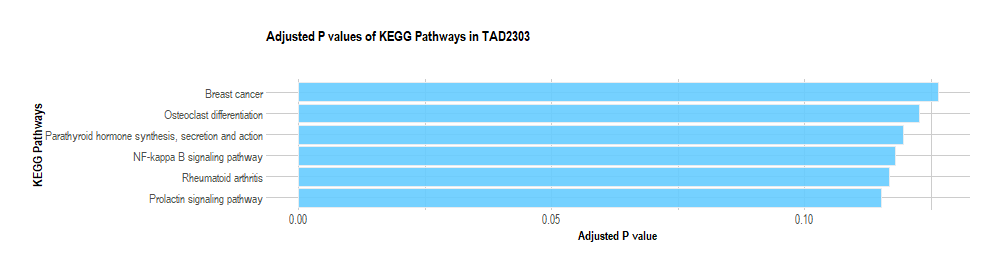 Adjusted P values of KEGG Pathways in TAD2303
KEGG Pathways
Breast cancer
Osteoclast differentiation
Parathyroid hormone synthesis, secretion and action
NF-kappa B signaling pathway
Rheumatoid arthritis
Prolactin signaling pathway
0.00 0.05 0.10
Adjusted P value